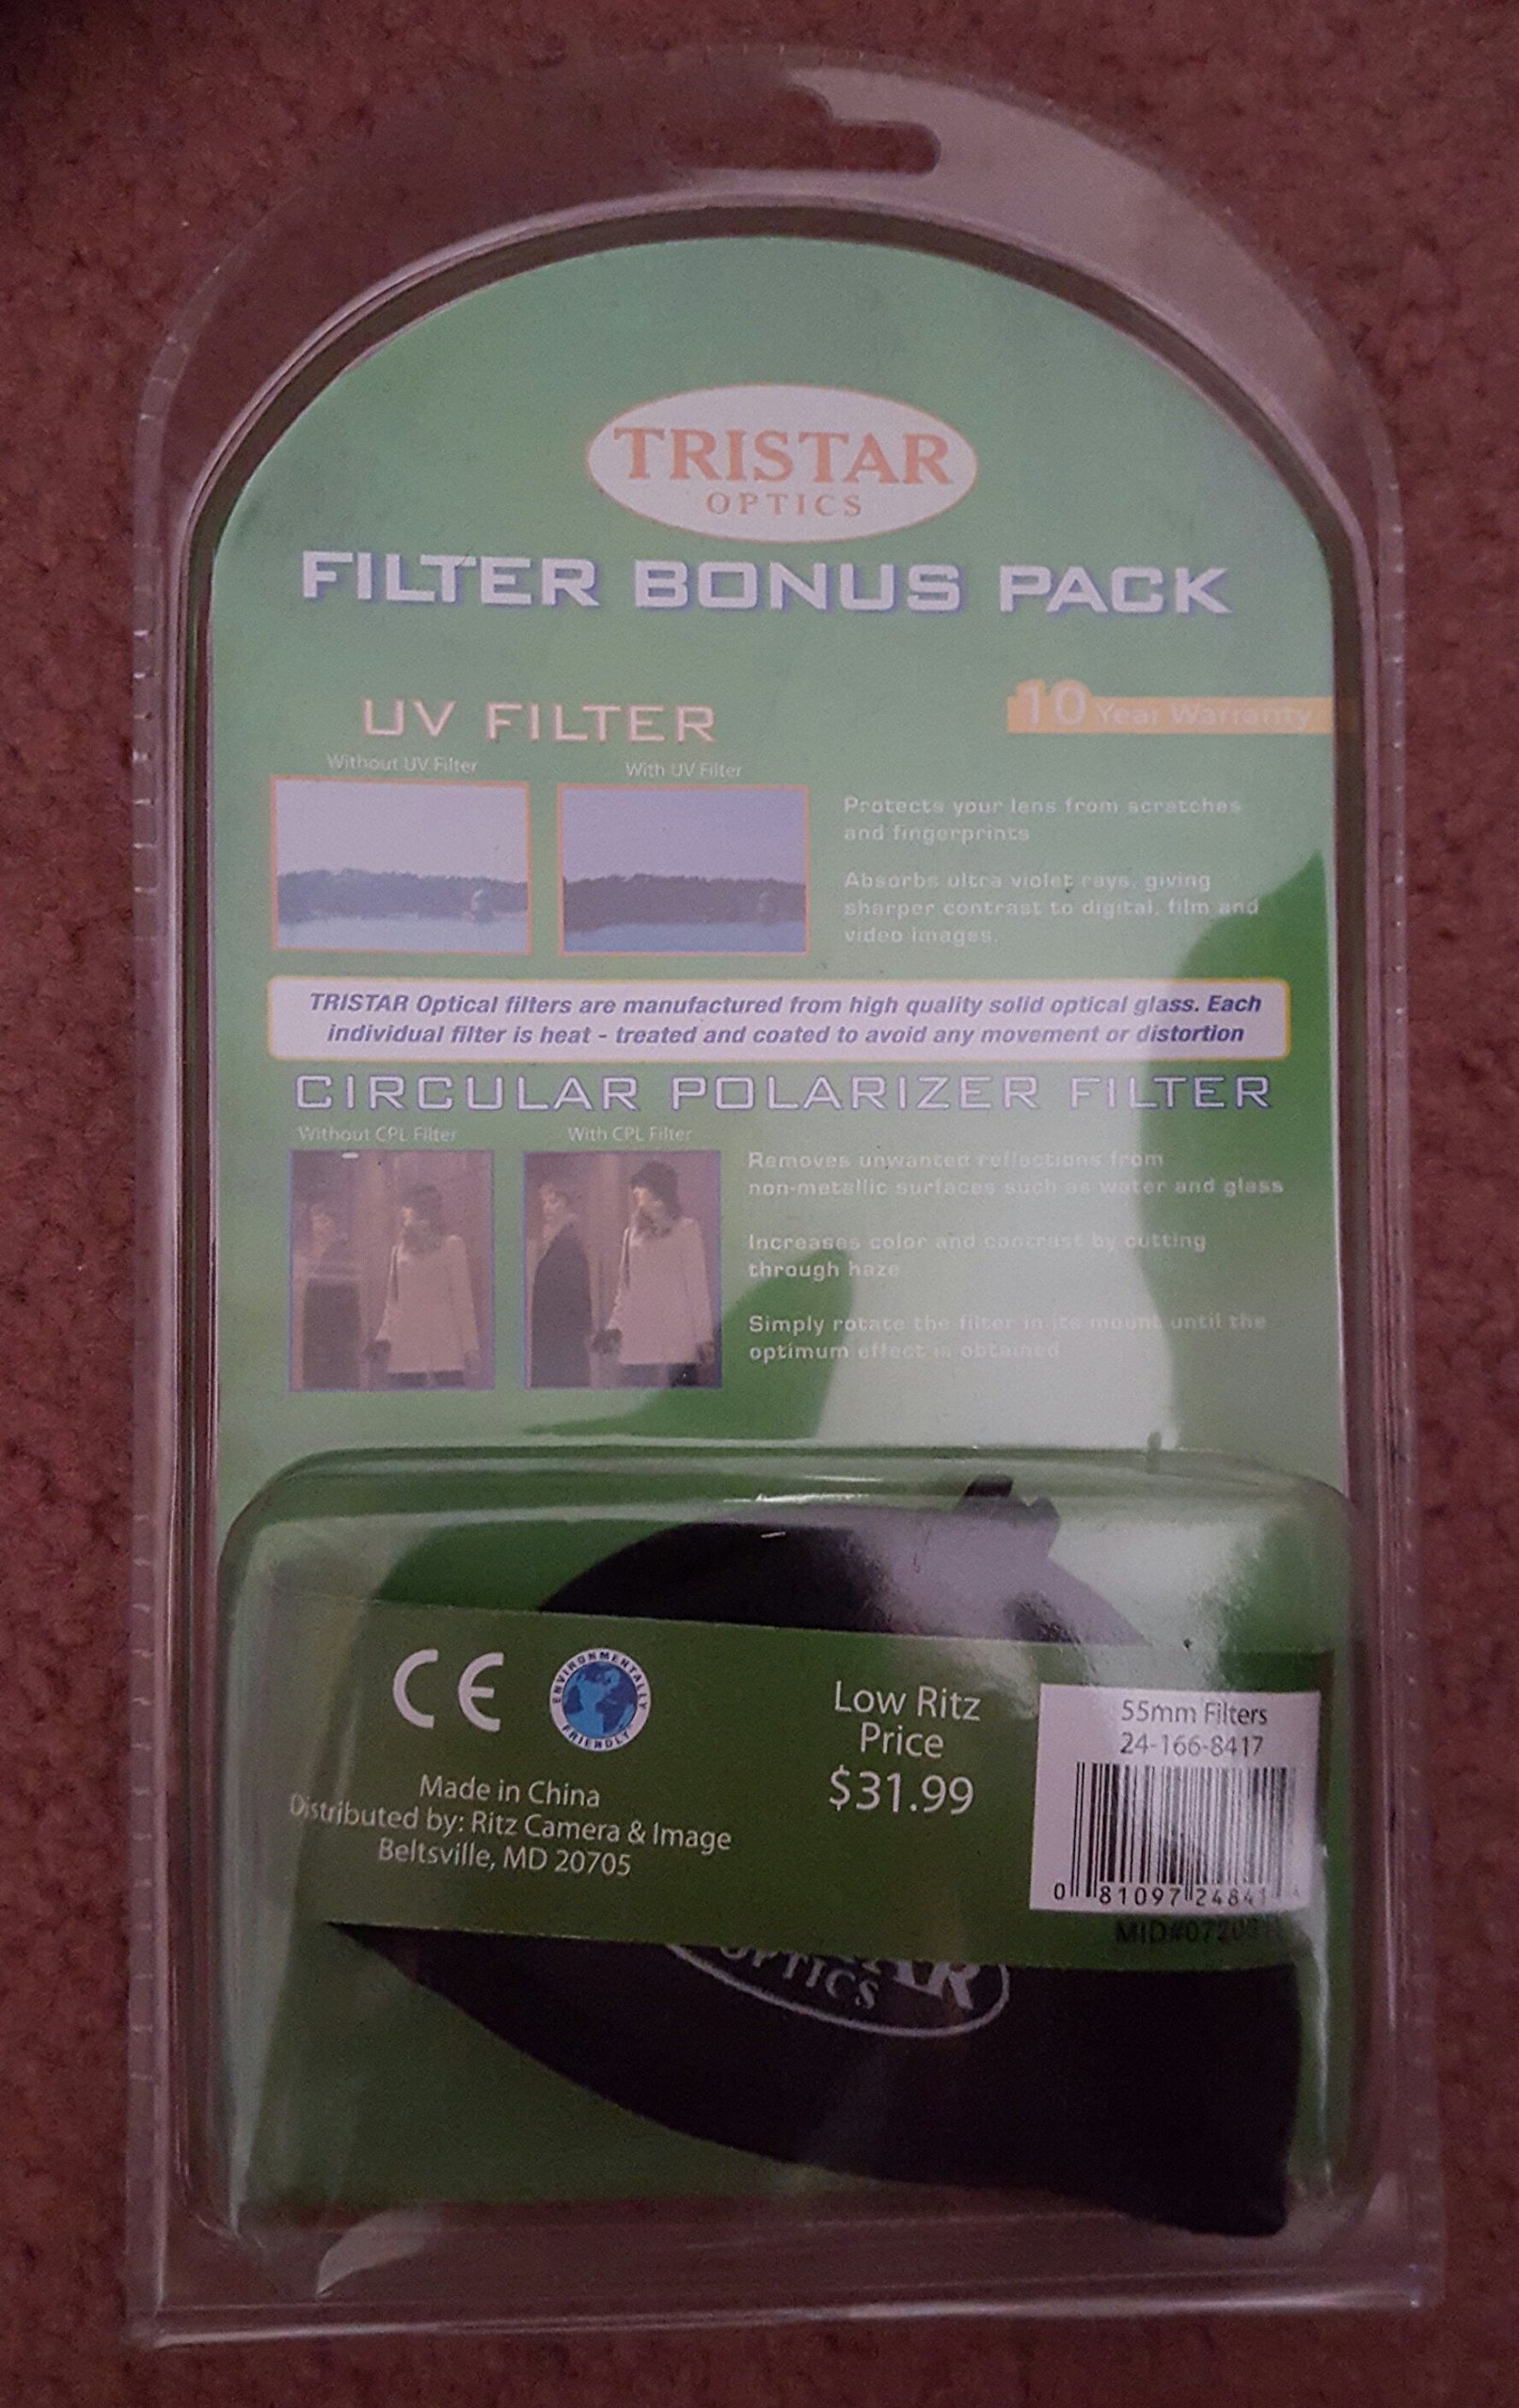 TRISTAR
OPTICS
FILTER BONUS PACK
UV FILTER
10 Year Warranty
Without UV Filter
With UV Filter
Protects your lens from scratches
and fingerprints
Absorbs ultra violet rays, giving
sharper contrast to digital, film and
video images.
TRISTAR Optical filters are manufactured from high quality solid optical glass. Each
individual filter is heat - treated and coated to avoid any movement or distortion
CIRCULAR POLARIZER FILTER
Without CPL Filter
With CPL Filter
Removes unwanted reflections from
non-metallic surfaces such as water and glass
Increases color and contrast by cutting
through haze
Simply rotate the filter in its mount until the
optimum effect is obtained
CE
ENVIRONMENTALLY
FRIENDLY
Made in China
Distributed by: Ritz Camera & Image
Beltsville, MD 20705
Low Ritz
Price
$31.99
55mm Filters
24-166-8417
0 81097 24841
OPTICS